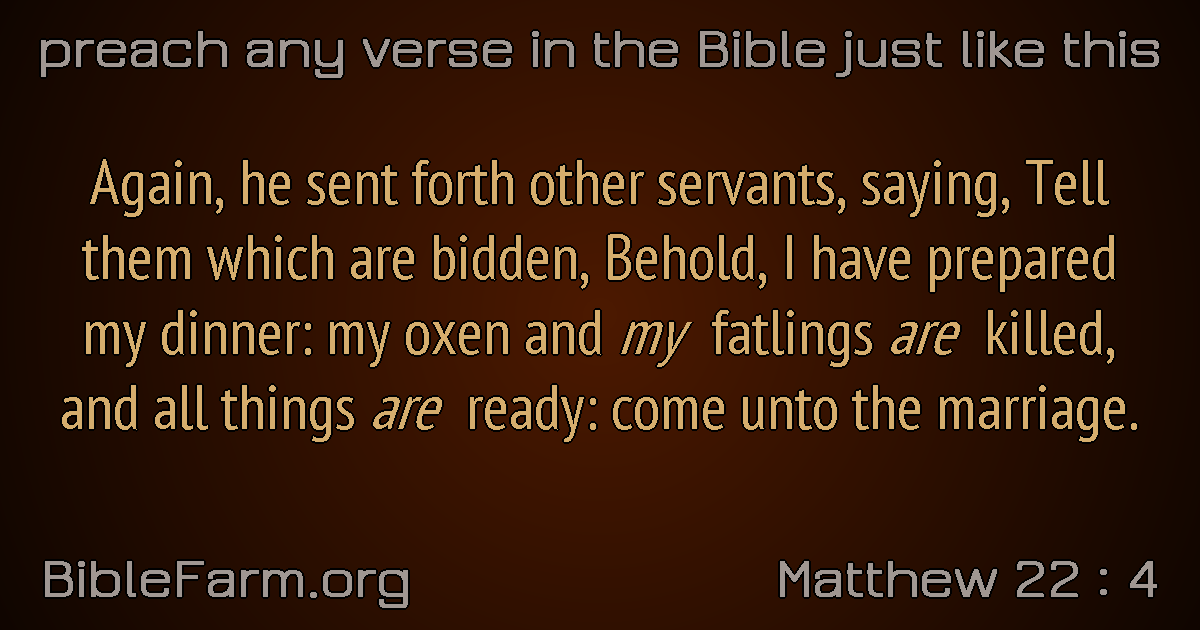 preach any verse in the Bible just like this
Again, he sent forth other servants, saying, Tell
them which are bidden, Behold, I have prepared
my dinner: my oxen and my fatlings are killed,
and all things are ready: come unto the marriage.
BibleFarm.org
Matthew 22 : 4